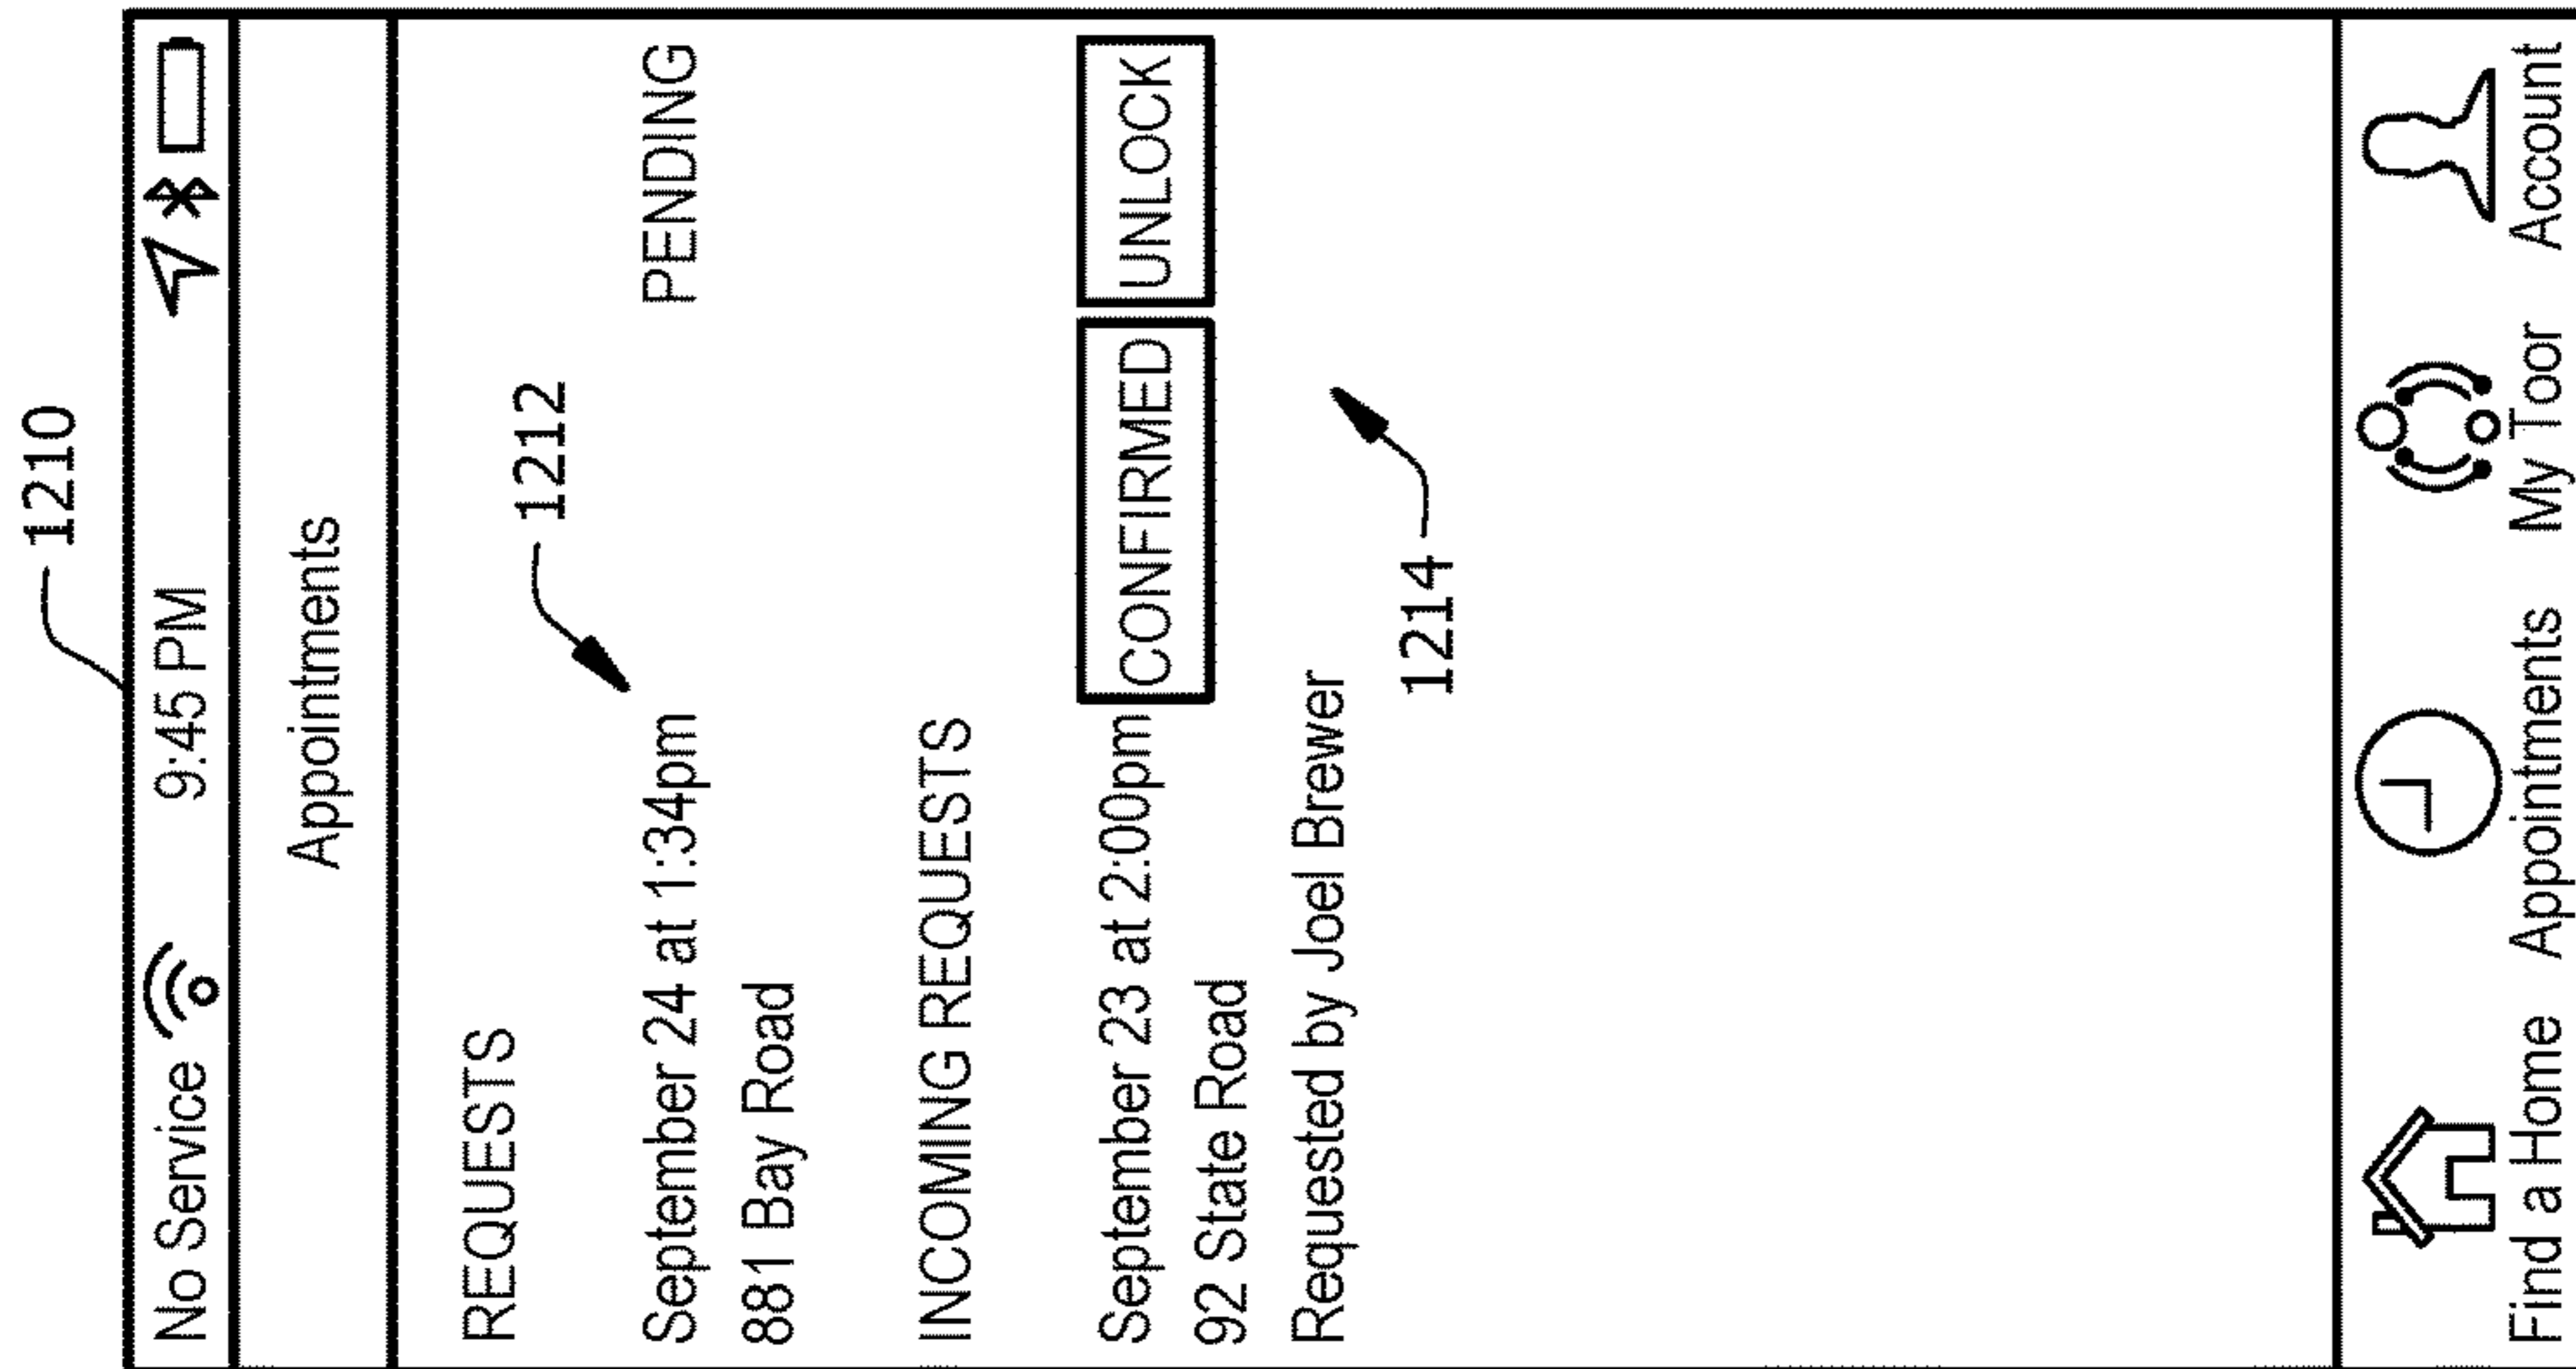 1210
No Service 9:45 PM
Appointments
REQUESTS
1212
September 24 at 1:34pm PENDING
881 Bay Road
INCOMING REQUESTS
September 23 at 2:00pm CONFIRMED UNLOCK
92 State Road
Requested by Joel Brewer
1214
Find a Home Appointments My Toor Account